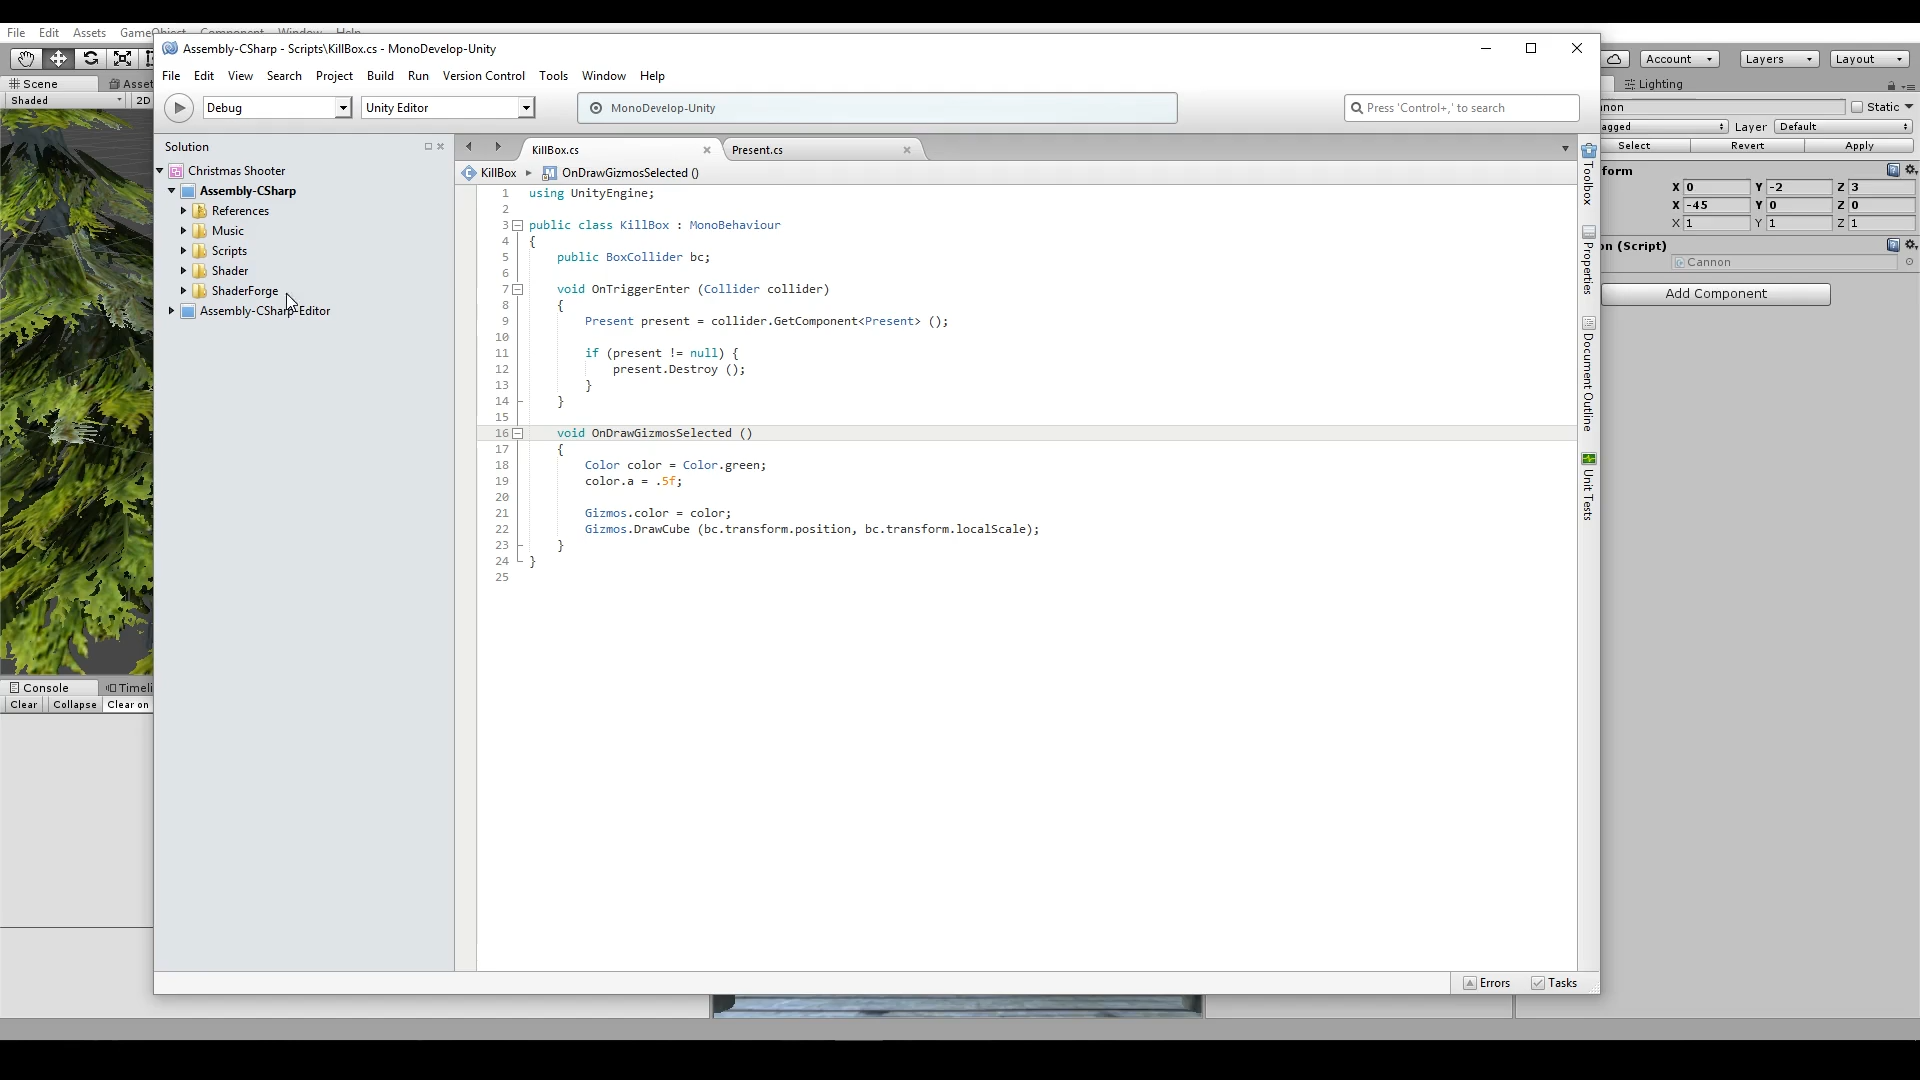 File Edit Assets GameObject Component Window Help
Assembly-CSharp - Scripts\KillBox.cs - MonoDevelop-Unity
Account Layers Layout
File Edit View Search Project Build Run Version Control Tools Window Help
Scene Asset
Lighting
Shaded 2D
Debug Unity Editor MonoDevelop-Unity Press 'Control+,' to search
Static
Layer Default
Select Revert Apply
Solution
Christmas Shooter
Assembly-CSharp
References
Music
Scripts
Shader
ShaderForge
Assembly-CSharp-Editor
KillBox.cs Present.cs
KillBox OnDrawGizmosSelected ()
1 using UnityEngine;
2
3 public class KillBox : MonoBehaviour
4 {
5 public BoxCollider bc;
6
7 void OnTriggerEnter (Collider collider)
8 {
9 Present present = collider.GetComponent<Present> ();
10
11 if (present != null) {
12 present.Destroy ();
13 }
14 }
15
16 void OnDrawGizmosSelected ()
17 {
18 Color color = Color.green;
19 color.a = .5f;
20
21 Gizmos.color = color;
22 Gizmos.DrawCube (bc.transform.position, bc.transform.localScale);
23 }
24 }
25
Toolbox
Properties
Document Outline
Unit Tests
form
X 0 Y -2 Z 3
X -45 Y 0 Z 0
X 1 Y 1 Z 1
on (Script)
Cannon
Add Component
Console Timeli
Clear Collapse Clear on
Errors Tasks